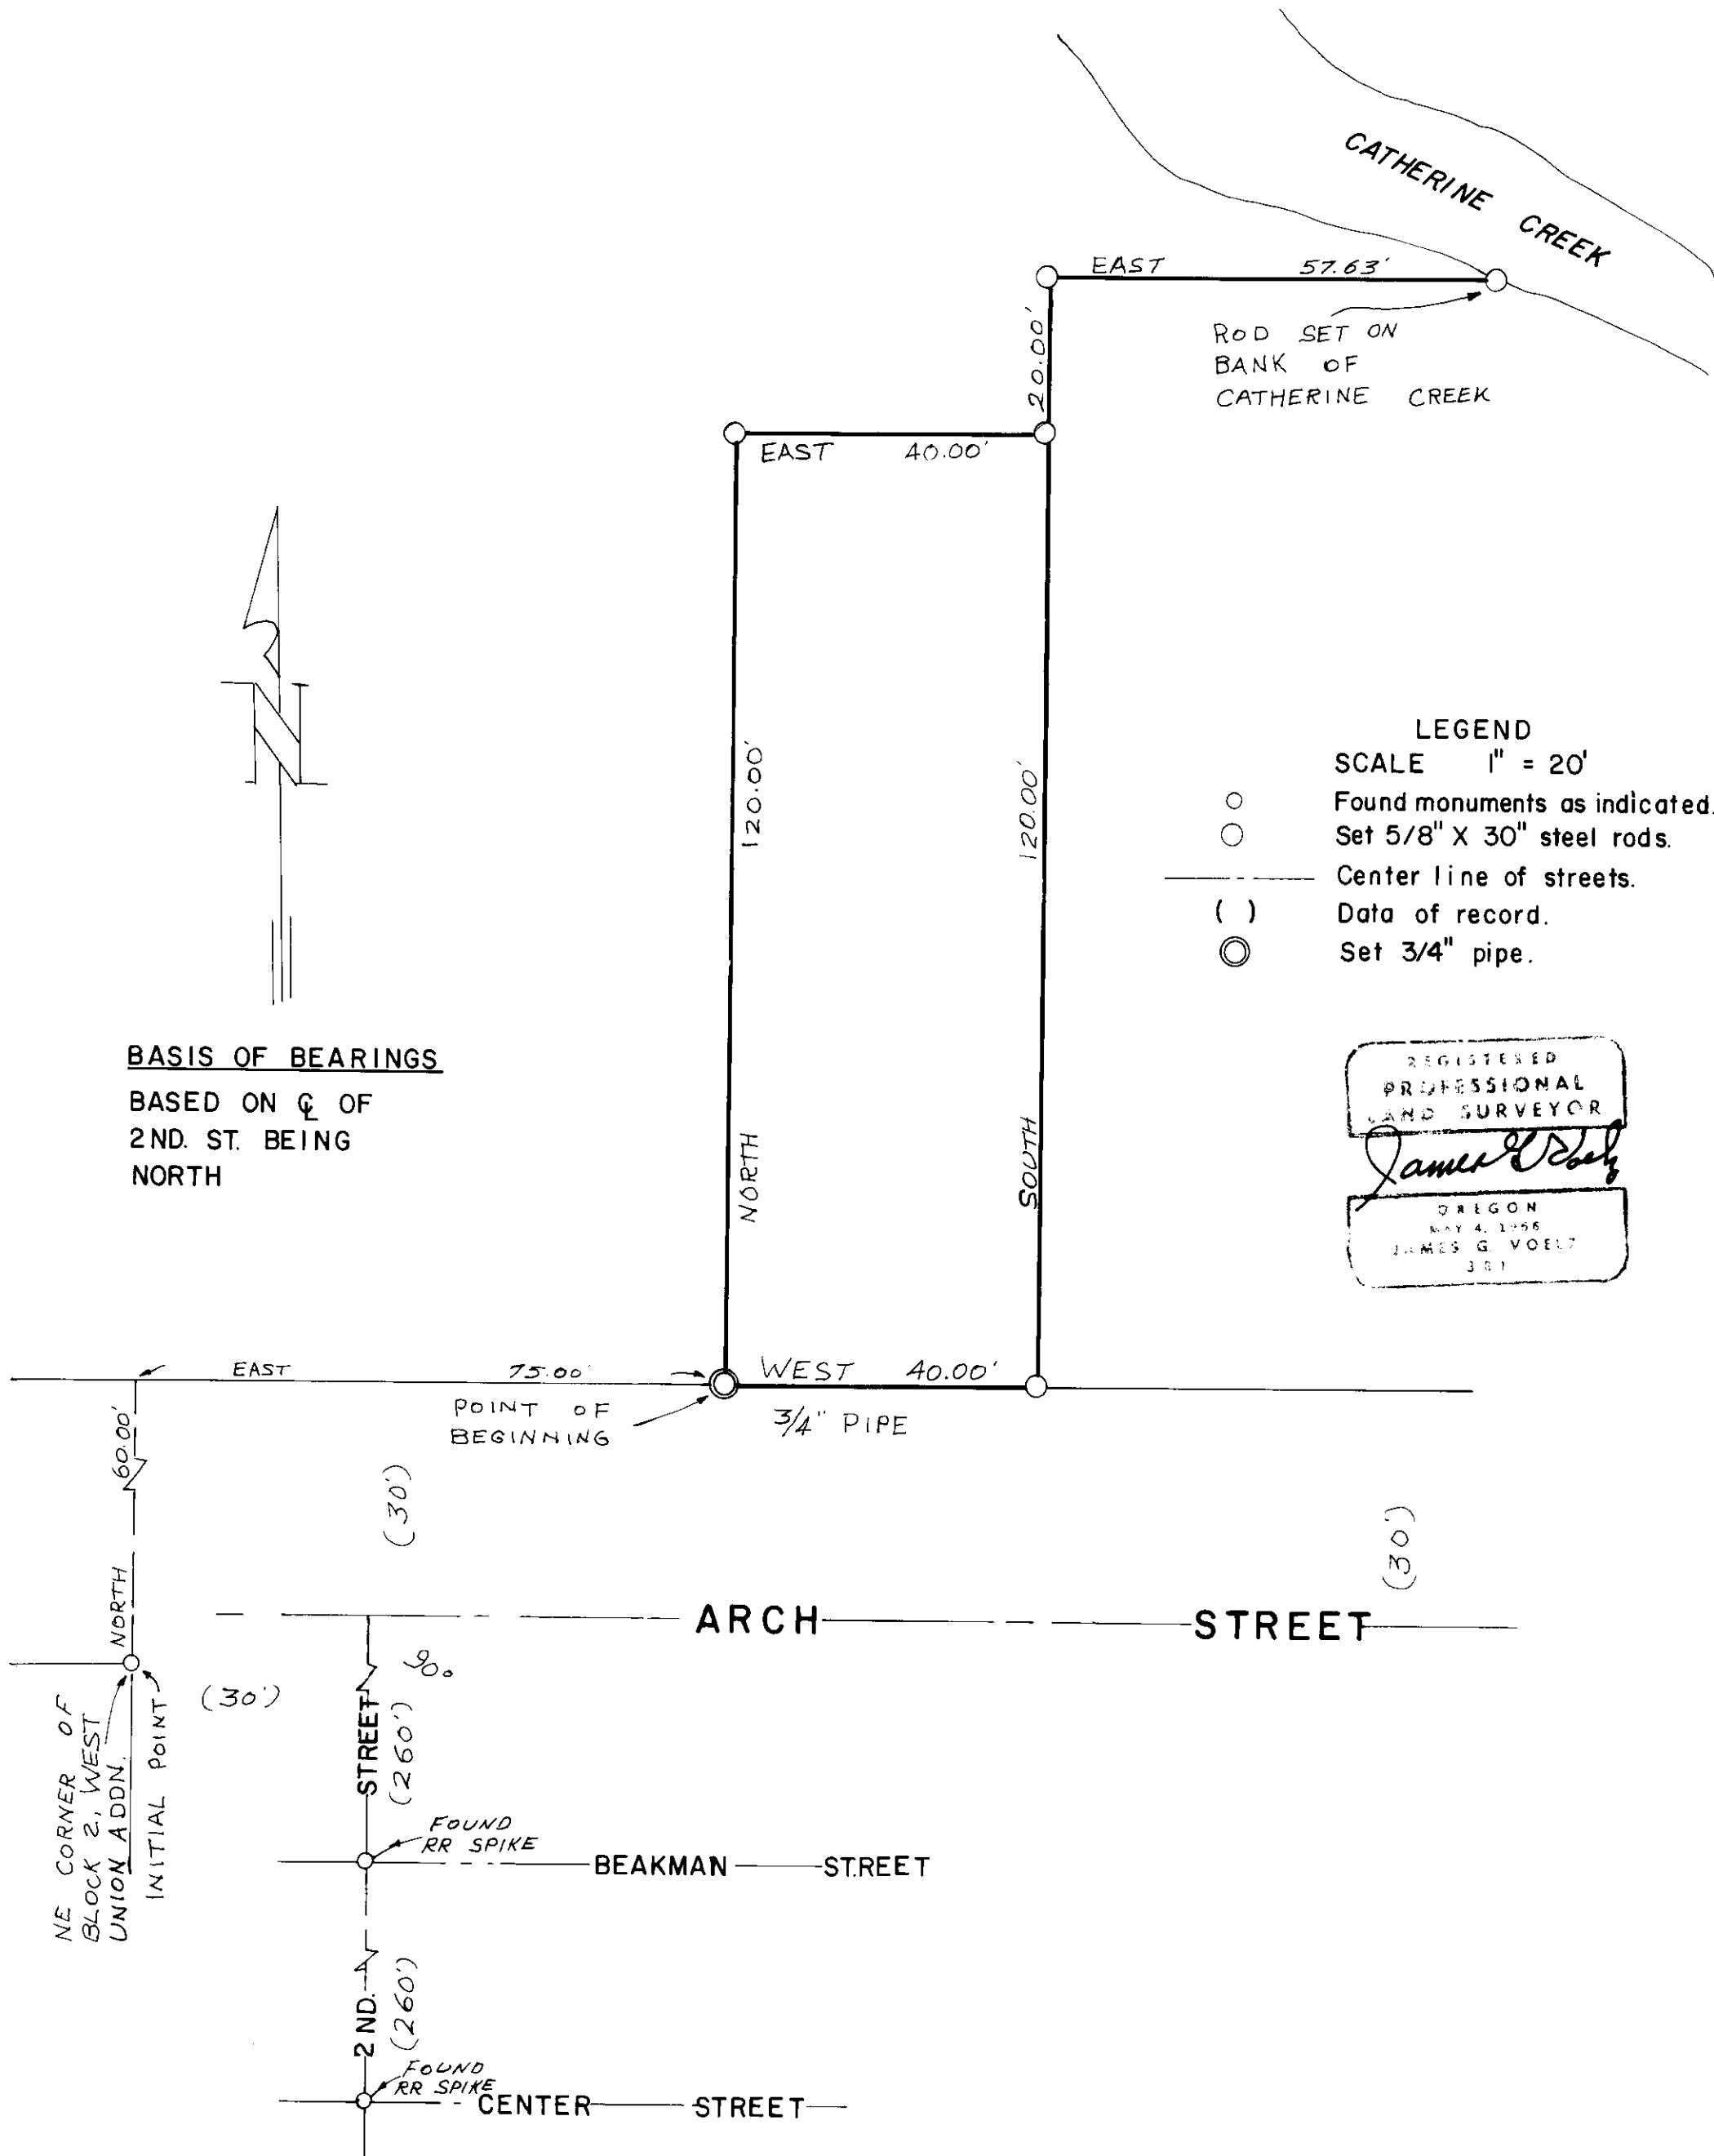 CATHERINE CREEK
EAST 57.63'
ROD SET ON
BANK OF
CATHERINE CREEK
20.00'
EAST 40.00'
N
120.00'
NORTH
120.00'
SOUTH
LEGEND
SCALE 1" = 20'
Found monuments as indicated.
Set 5/8" X 30" steel rods.
Center line of streets.
( ) Data of record.
Set 3/4" pipe.
BASIS OF BEARINGS
BASED ON ℄ OF
2ND. ST. BEING
NORTH
REGISTERED
PROFESSIONAL
LAND SURVEYOR
James G Voelz
OREGON
MAY 4, 1966
JAMES G. VOELZ
EAST 75.00'
WEST 40.00'
POINT OF
BEGINNING
3/4" PIPE
60.00'
NORTH
(30')
(30')
ARCH STREET
90°
(30')
NE CORNER OF
BLOCK 2, WEST
UNION ADDN.
INITIAL POINT
STREET
(260')
FOUND
RR SPIKE
BEAKMAN STREET
2ND.
(260')
FOUND
RR SPIKE
CENTER STREET